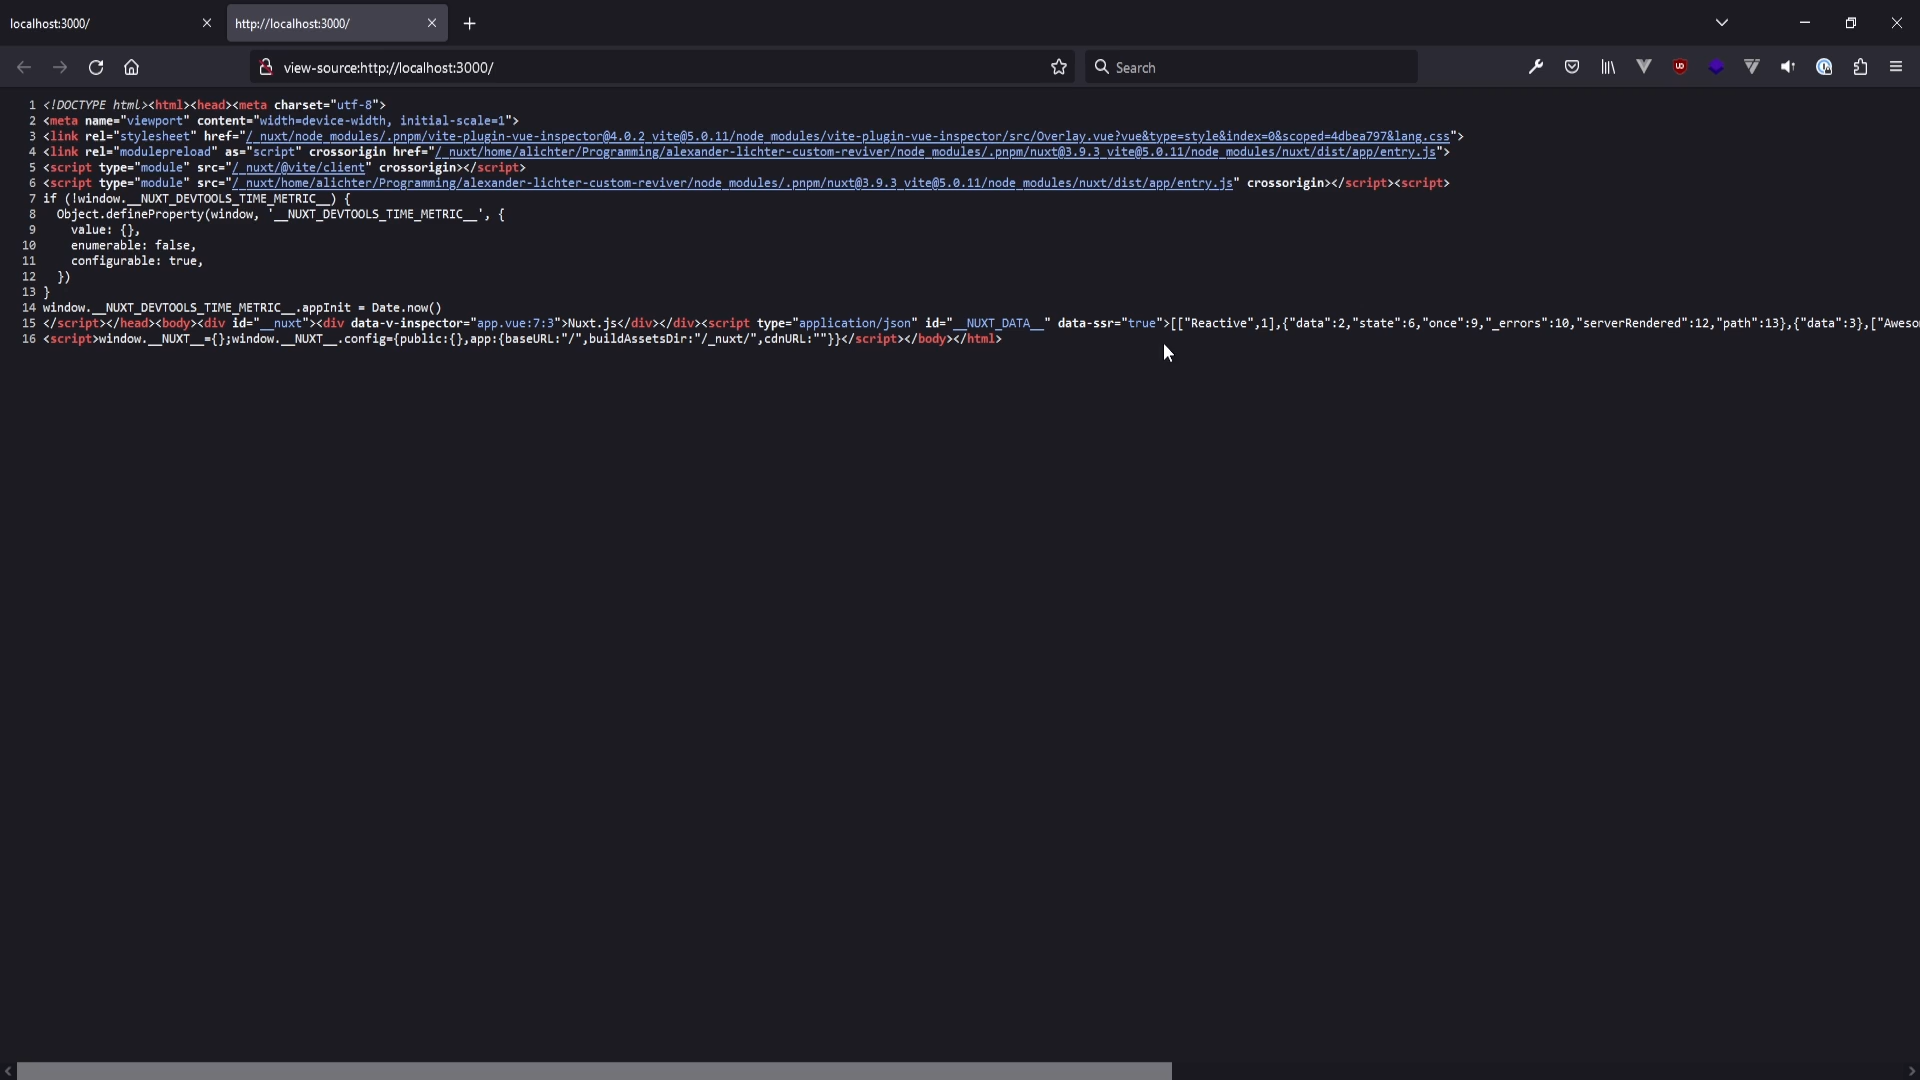 localhost:3000/
http://localhost:3000/
view-source:http://localhost:3000/
Search
1 <!DOCTYPE html><html><head><meta charset="utf-8">
2 <meta name="viewport" content="width=device-width, initial-scale=1">
3 <link rel="stylesheet" href="/_nuxt/node_modules/.pnpm/vite-plugin-vue-inspector@4.0.2_vite@5.0.11/node_modules/vite-plugin-vue-inspector/src/Overlay.vue?vue&type=style&index=0&scoped=4dbea797&lang.css">
4 <link rel="modulepreload" as="script" crossorigin href="/_nuxt/home/alichter/Programming/alexander-lichter-custom-reviver/node_modules/.pnpm/nuxt@3.9.3_vite@5.0.11/node_modules/nuxt/dist/app/entry.js">
5 <script type="module" src="/_nuxt/@vite/client" crossorigin></script>
6 <script type="module" src="/_nuxt/home/alichter/Programming/alexander-lichter-custom-reviver/node_modules/.pnpm/nuxt@3.9.3_vite@5.0.11/node_modules/nuxt/dist/app/entry.js" crossorigin></script><script>
7 if (!window.__NUXT_DEVTOOLS_TIME_METRIC__) {
8   Object.defineProperty(window, '__NUXT_DEVTOOLS_TIME_METRIC__', {
9     value: {},
10     enumerable: false,
11     configurable: true,
12   })
13 }
14 window.__NUXT_DEVTOOLS_TIME_METRIC__.appInit = Date.now()
15 </script></head><body><div id="__nuxt"><div data-v-inspector="app.vue:7:3">Nuxt.js</div></div><script type="application/json" id="__NUXT_DATA__" data-ssr="true">[["Reactive",1],{"data":2,"state":6,"once":9,"_errors":10,"serverRendered":12,"path":13},{"data":3},["Aweso
16 <script>window.__NUXT__={};window.__NUXT__.config={public:{},app:{baseURL:"/",buildAssetsDir:"/_nuxt/",cdnURL:""}}</script></body></html>